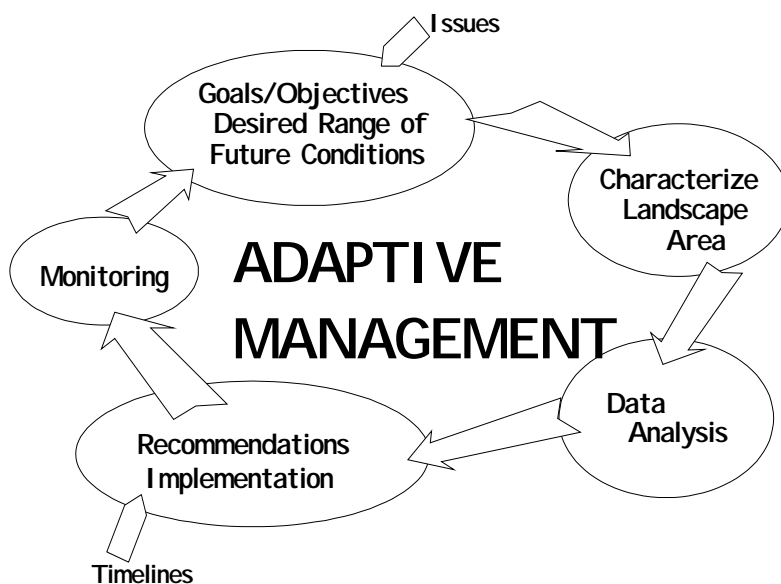 Issues
Goals/Objectives
Desired Range of
Future Conditions
Characterize
Landscape
Area
Monitoring
ADAPTIVE
MANAGEMENT
Data
Analysis
Recommendations
Implementation
Timelines